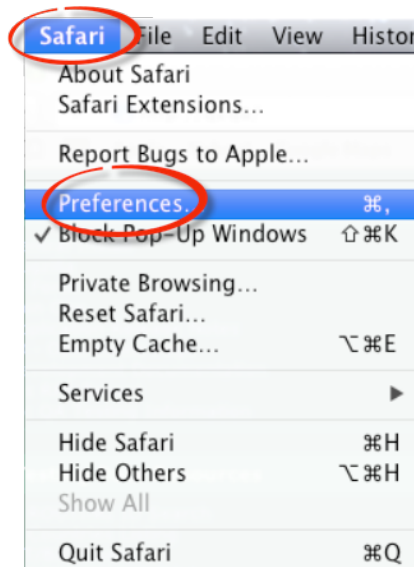 Safari File Edit View Histor
About Safari
Safari Extensions...
Report Bugs to Apple...
Preferences. ⌘,
✓ Block Pop-Up Windows ⇧⌘K
Private Browsing...
Reset Safari...
Empty Cache... ⌥⌘E
Services ▶
Hide Safari ⌘H
Hide Others ⌥⌘H
Show All
Quit Safari ⌘Q